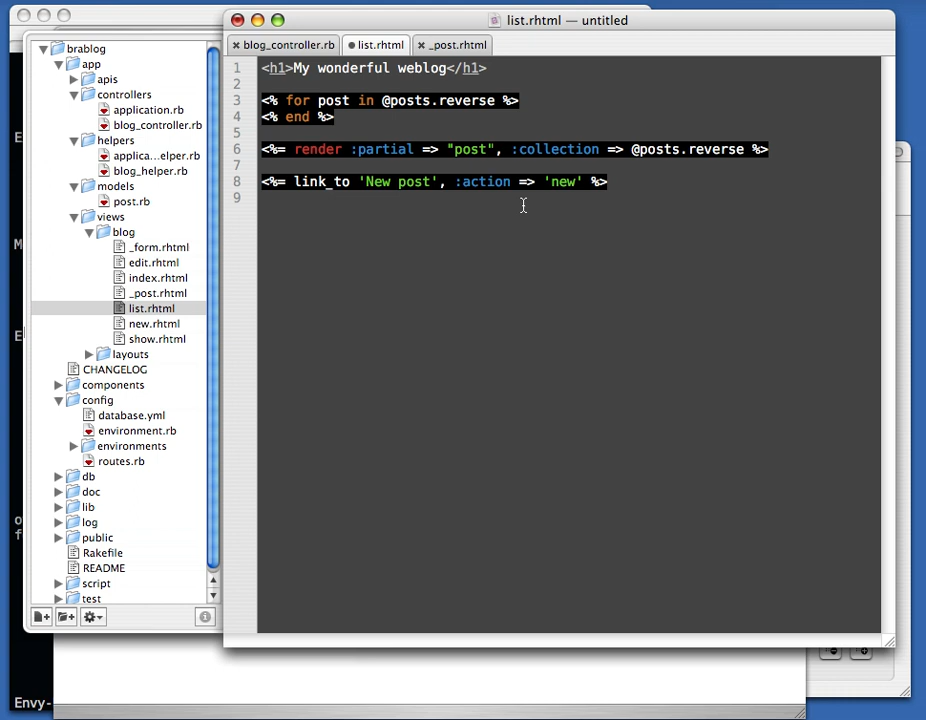 list.rhtml — untitled
blog_controller.rb
list.rhtml
_post.rhtml
brablog
app
apis
controllers
application.rb
blog_controller.rb
helpers
applica...elper.rb
blog_helper.rb
models
post.rb
views
blog
_form.rhtml
edit.rhtml
index.rhtml
_post.rhtml
list.rhtml
new.rhtml
show.rhtml
layouts
CHANGELOG
components
config
database.yml
environment.rb
environments
routes.rb
db
doc
lib
log
public
Rakefile
README
script
test
1 <h1>My wonderful weblog</h1>
2
3 <% for post in @posts.reverse %>
4 <% end %>
5
6 <%= render :partial => "post", :collection => @posts.reverse %>
7
8 <%= link_to 'New post', :action => 'new' %>
9
E
M
E
o
f
Envy-